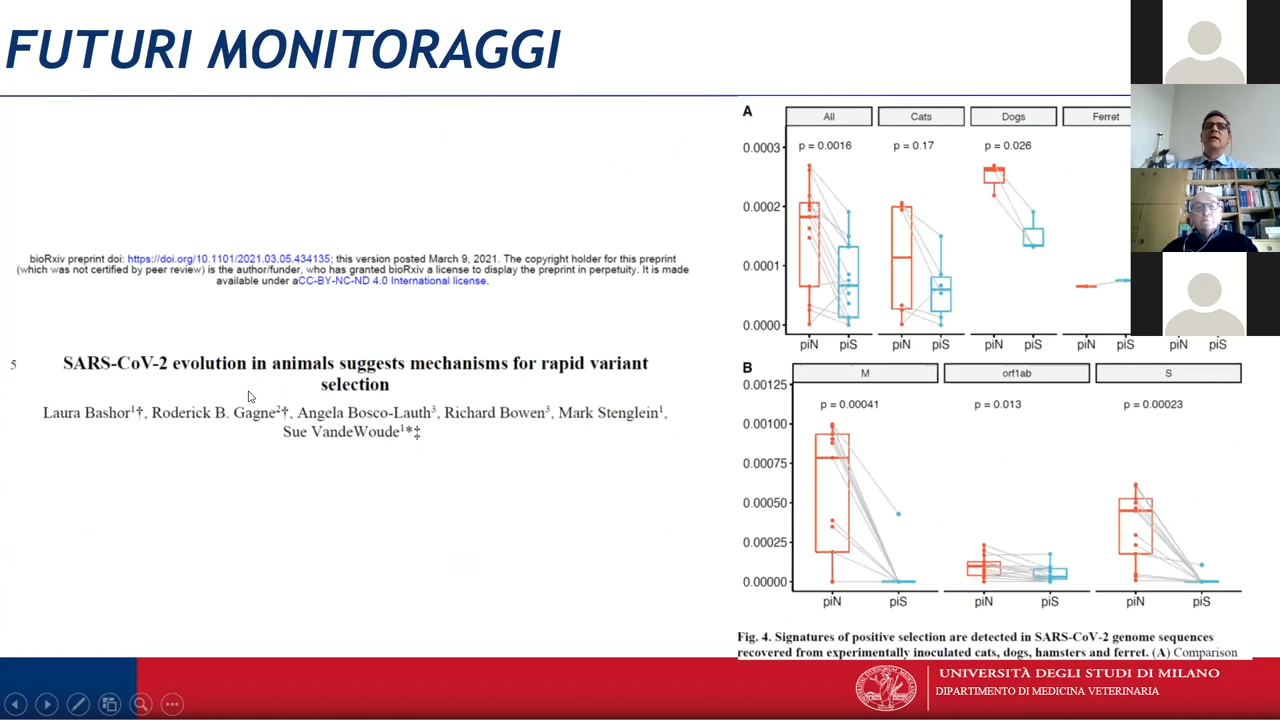 FUTURI MONITORAGGI
bioRxiv preprint doi: https://doi.org/10.1101/2021.03.05.434135; this version posted March 9, 2021. The copyright holder for this preprint
(which was not certified by peer review) is the author/funder, who has granted bioRxiv a license to display the preprint in perpetuity. It is made
available under aCC-BY-NC-ND 4.0 International license.
5
SARS-CoV-2 evolution in animals suggests mechanisms for rapid variant
selection
Laura Bashor¹†, Roderick B. Gagne²†, Angela Bosco-Lauth³, Richard Bowen³, Mark Stenglein¹,
Sue VandeWoude¹*‡
A
All Cats Dogs Ferret
p = 0.0016 p = 0.17 p = 0.026
0.0003
0.0002
0.0001
0.0000
piN piS piN piS piN piS piN piS piN piS
B
M orf1ab S
p = 0.00041 p = 0.013 p = 0.00023
0.00125
0.00100
0.00075
0.00050
0.00025
0.00000
piN piS piN piS piN piS
Fig. 4. Signatures of positive selection are detected in SARS-CoV-2 genome sequences
recovered from experimentally inoculated cats, dogs, hamsters and ferret. (A) Comparison
UNIVERSITÀ DEGLI STUDI DI MILANO
DIPARTIMENTO DI MEDICINA VETERINARIA